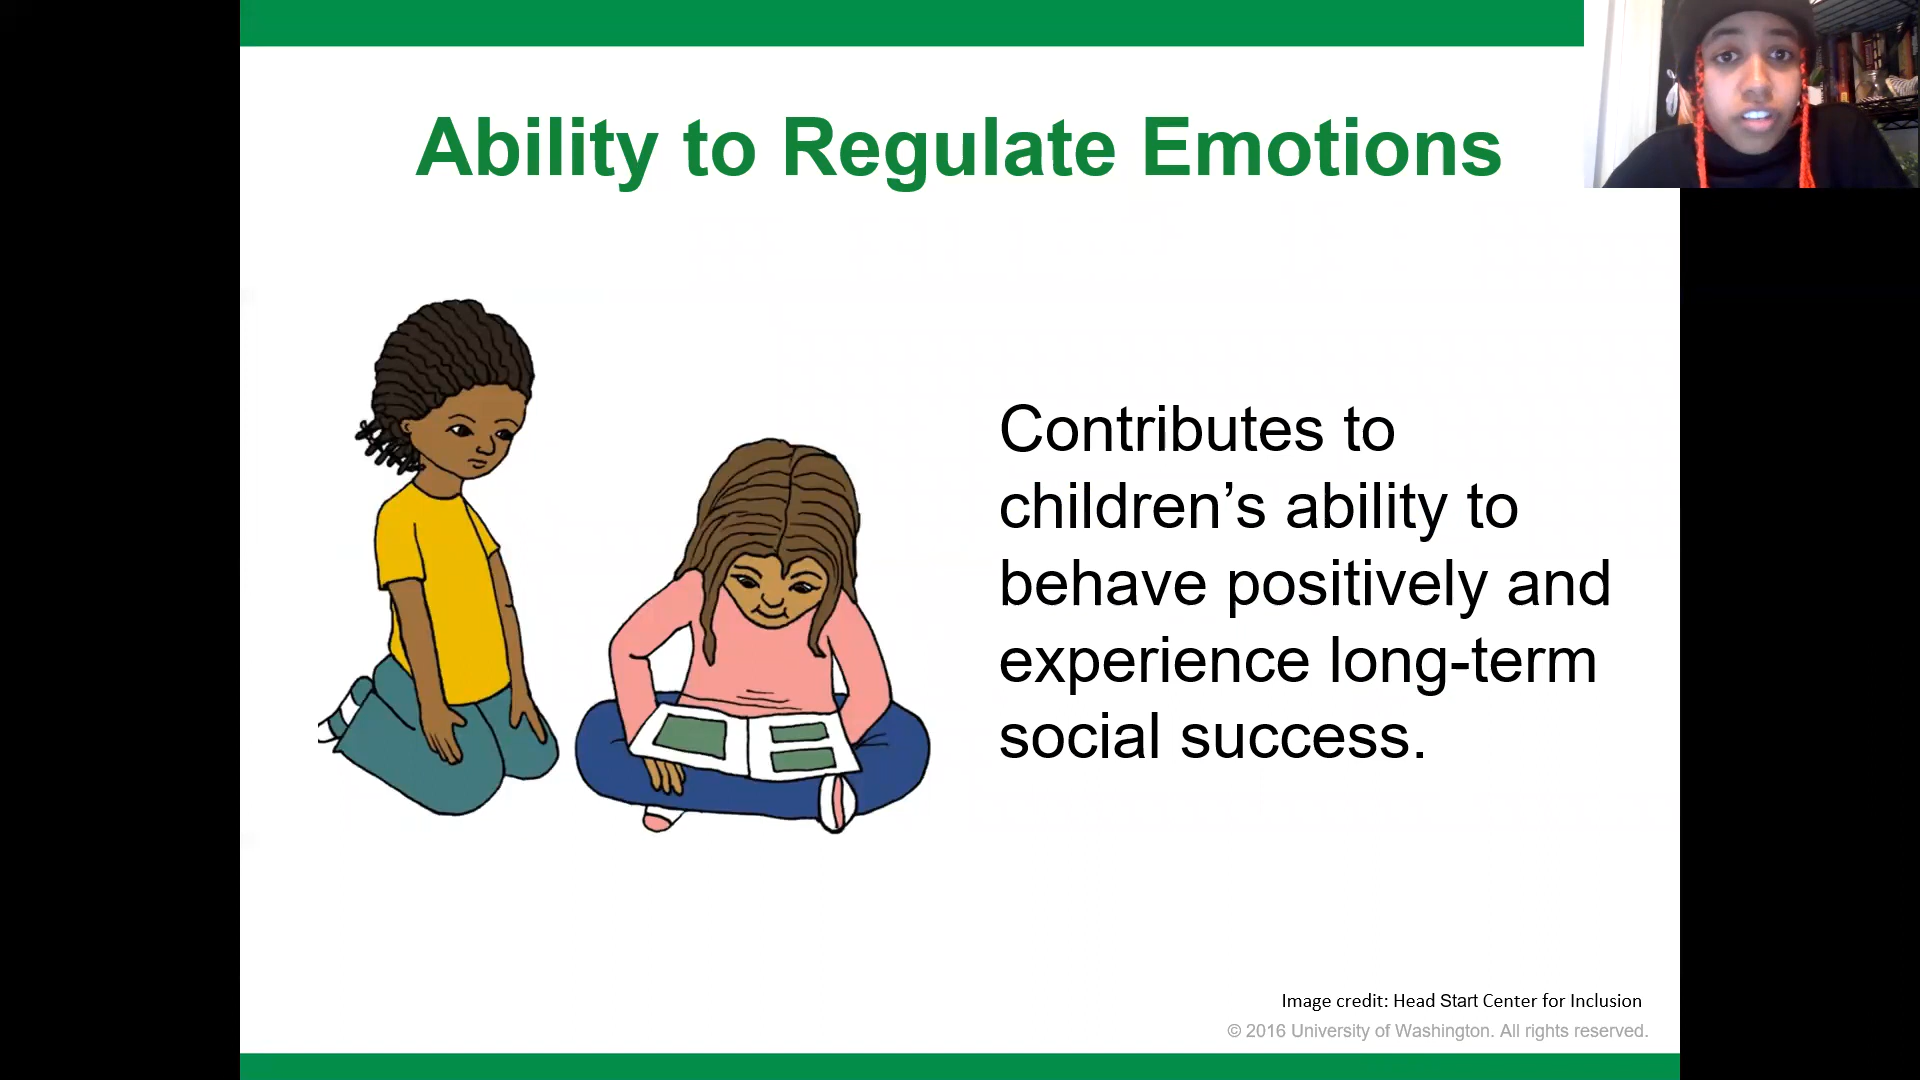 Ability to Regulate Emotions
Contributes to
children’s ability to
behave positively and
experience long-term
social success.
Image credit: Head Start Center for Inclusion
© 2016 University of Washington. All rights reserved.